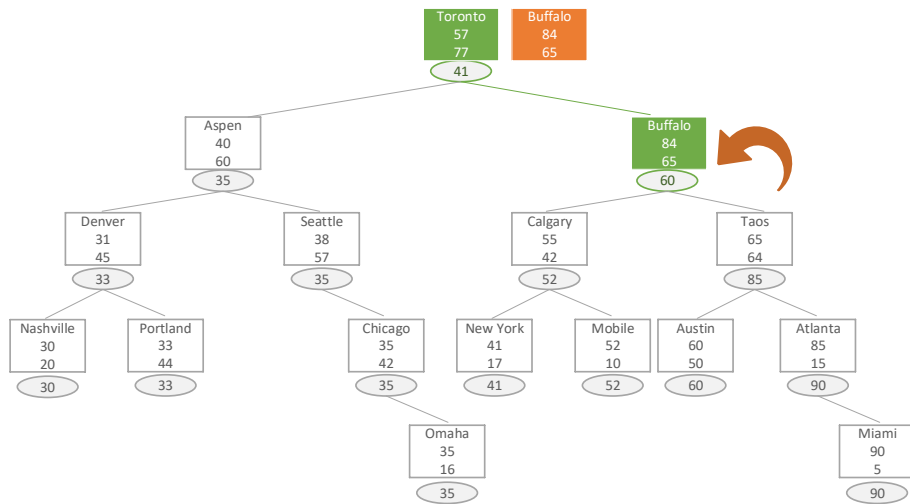 Toronto
57
77
41
Buffalo
84
65
Aspen
40
60
35
Buffalo
84
65
60
Denver
31
45
33
Seattle
38
57
35
Calgary
55
42
52
Taos
65
64
85
Nashville
30
20
30
Portland
33
44
33
Chicago
35
42
35
New York
41
17
41
Mobile
52
10
52
Austin
60
50
60
Atlanta
85
15
90
Omaha
35
16
35
Miami
90
5
90